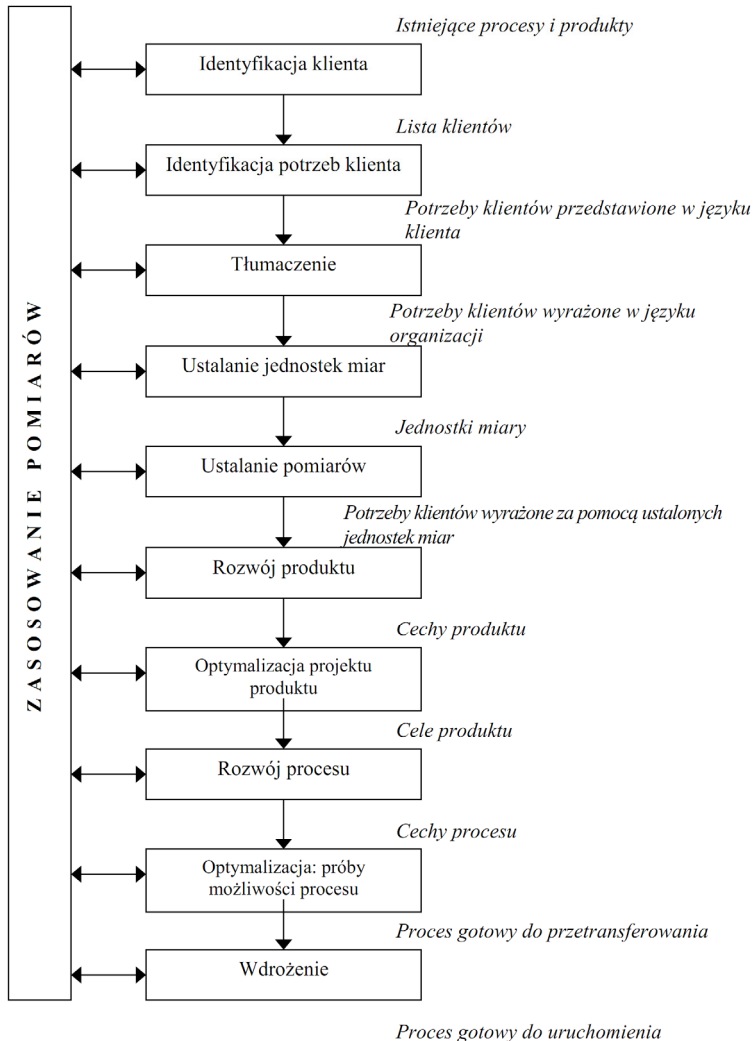 Istniejące procesy i produkty
Identyfikacja klienta
Lista klientów
Identyfikacja potrzeb klienta
Potrzeby klientów przedstawione w języku
klienta
Tłumaczenie
Potrzeby klientów wyrażone w języku
organizacji
Ustalanie jednostek miar
Jednostki miary
Ustalanie pomiarów
Potrzeby klientów wyrażone za pomocą ustalonych
jednostek miar
Rozwój produktu
Cechy produktu
Optymalizacja projektu
produktu
Cele produktu
Rozwój procesu
Cechy procesu
Optymalizacja: próby
możliwości procesu
Proces gotowy do przetransferowania
Wdrożenie
Proces gotowy do uruchomienia
ZASOSOWANIE POMIARÓW